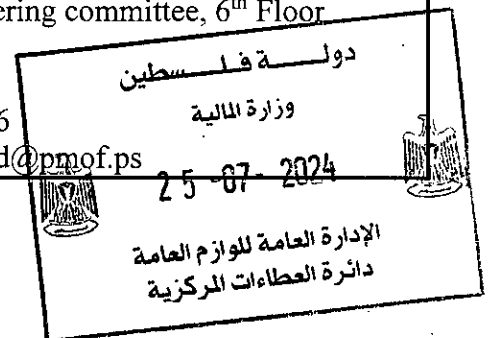 ering committee, 6th Floor
دولة فلسطين
وزارة المالية
6
d@pmof.ps
25-07-2024
الإدارة العامة للوازم العامة
دائرة العطاءات المركزية